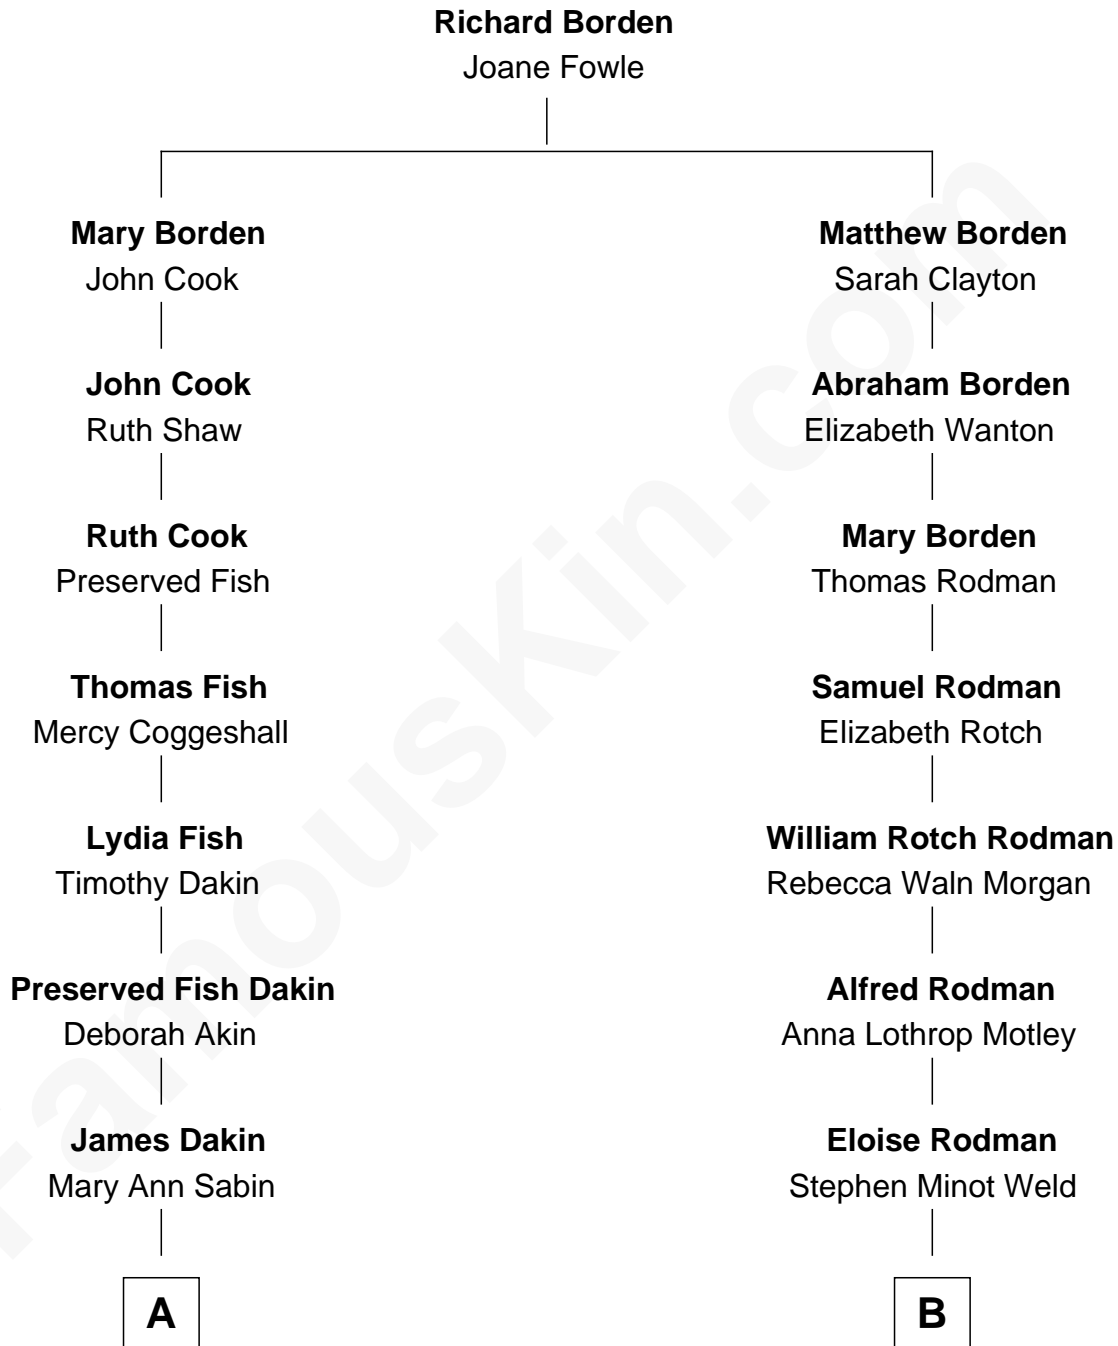 Richard Borden
Joane Fowle
Mary Borden
John Cook
John Cook
Ruth Shaw
Ruth Cook
Preserved Fish
Thomas Fish
Mercy Coggeshall
Lydia Fish
Timothy Dakin
Preserved Fish Dakin
Deborah Akin
James Dakin
Mary Ann Sabin
A
Matthew Borden
Sarah Clayton
Abraham Borden
Elizabeth Wanton
Mary Borden
Thomas Rodman
Samuel Rodman
Elizabeth Rotch
William Rotch Rodman
Rebecca Waln Morgan
Alfred Rodman
Anna Lothrop Motley
Eloise Rodman
Stephen Minot Weld
B
FamousKin.com